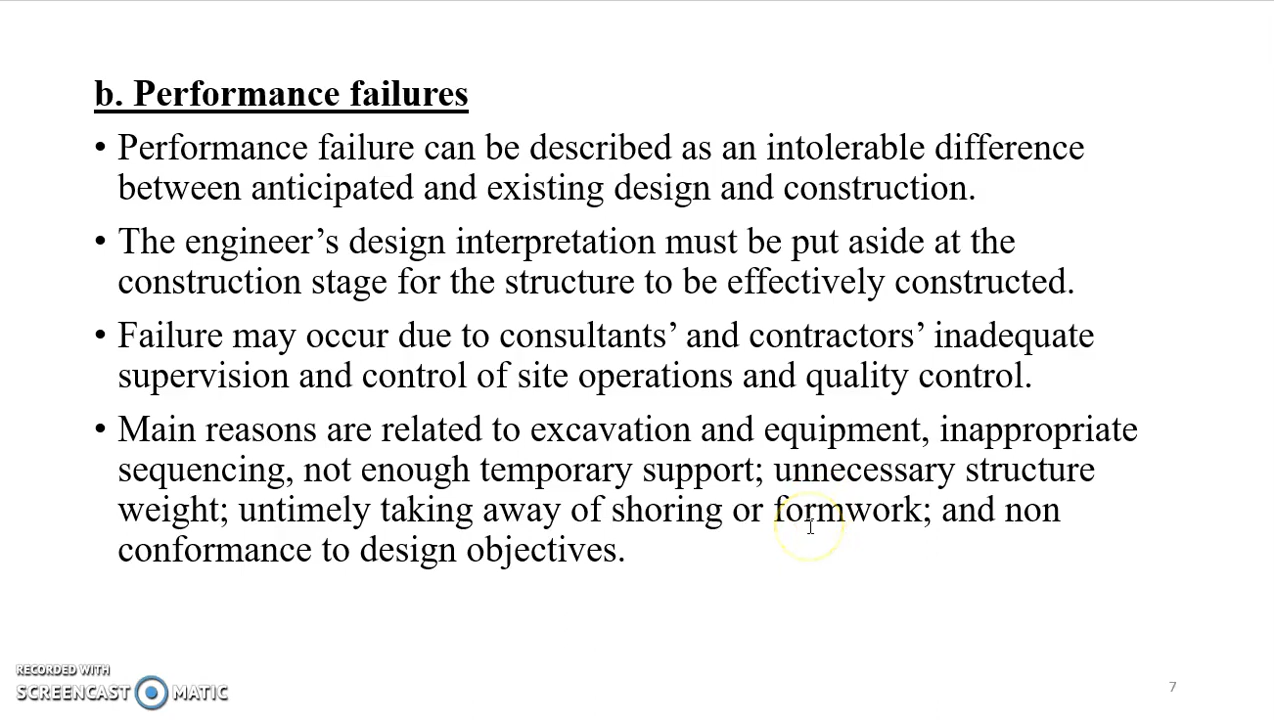 b. Performance failures
• Performance failure can be described as an intolerable difference
between anticipated and existing design and construction.
• The engineer’s design interpretation must be put aside at the
construction stage for the structure to be effectively constructed.
• Failure may occur due to consultants’ and contractors’ inadequate
supervision and control of site operations and quality control.
• Main reasons are related to excavation and equipment, inappropriate
sequencing, not enough temporary support; unnecessary structure
weight; untimely taking away of shoring or formwork; and non
conformance to design objectives.
RECORDED WITH
SCREENCAST MATIC
7